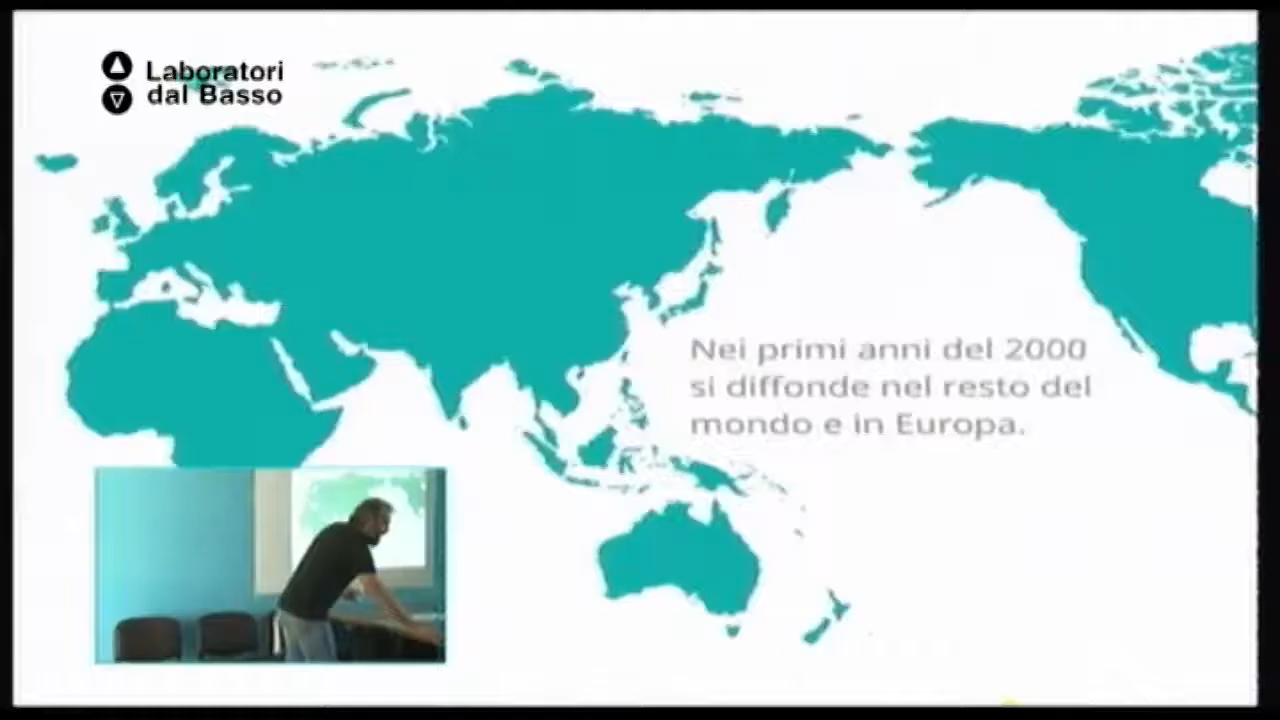 Laboratori
dal Basso
Nei primi anni del 2000
si diffonde nel resto del
mondo e in Europa.